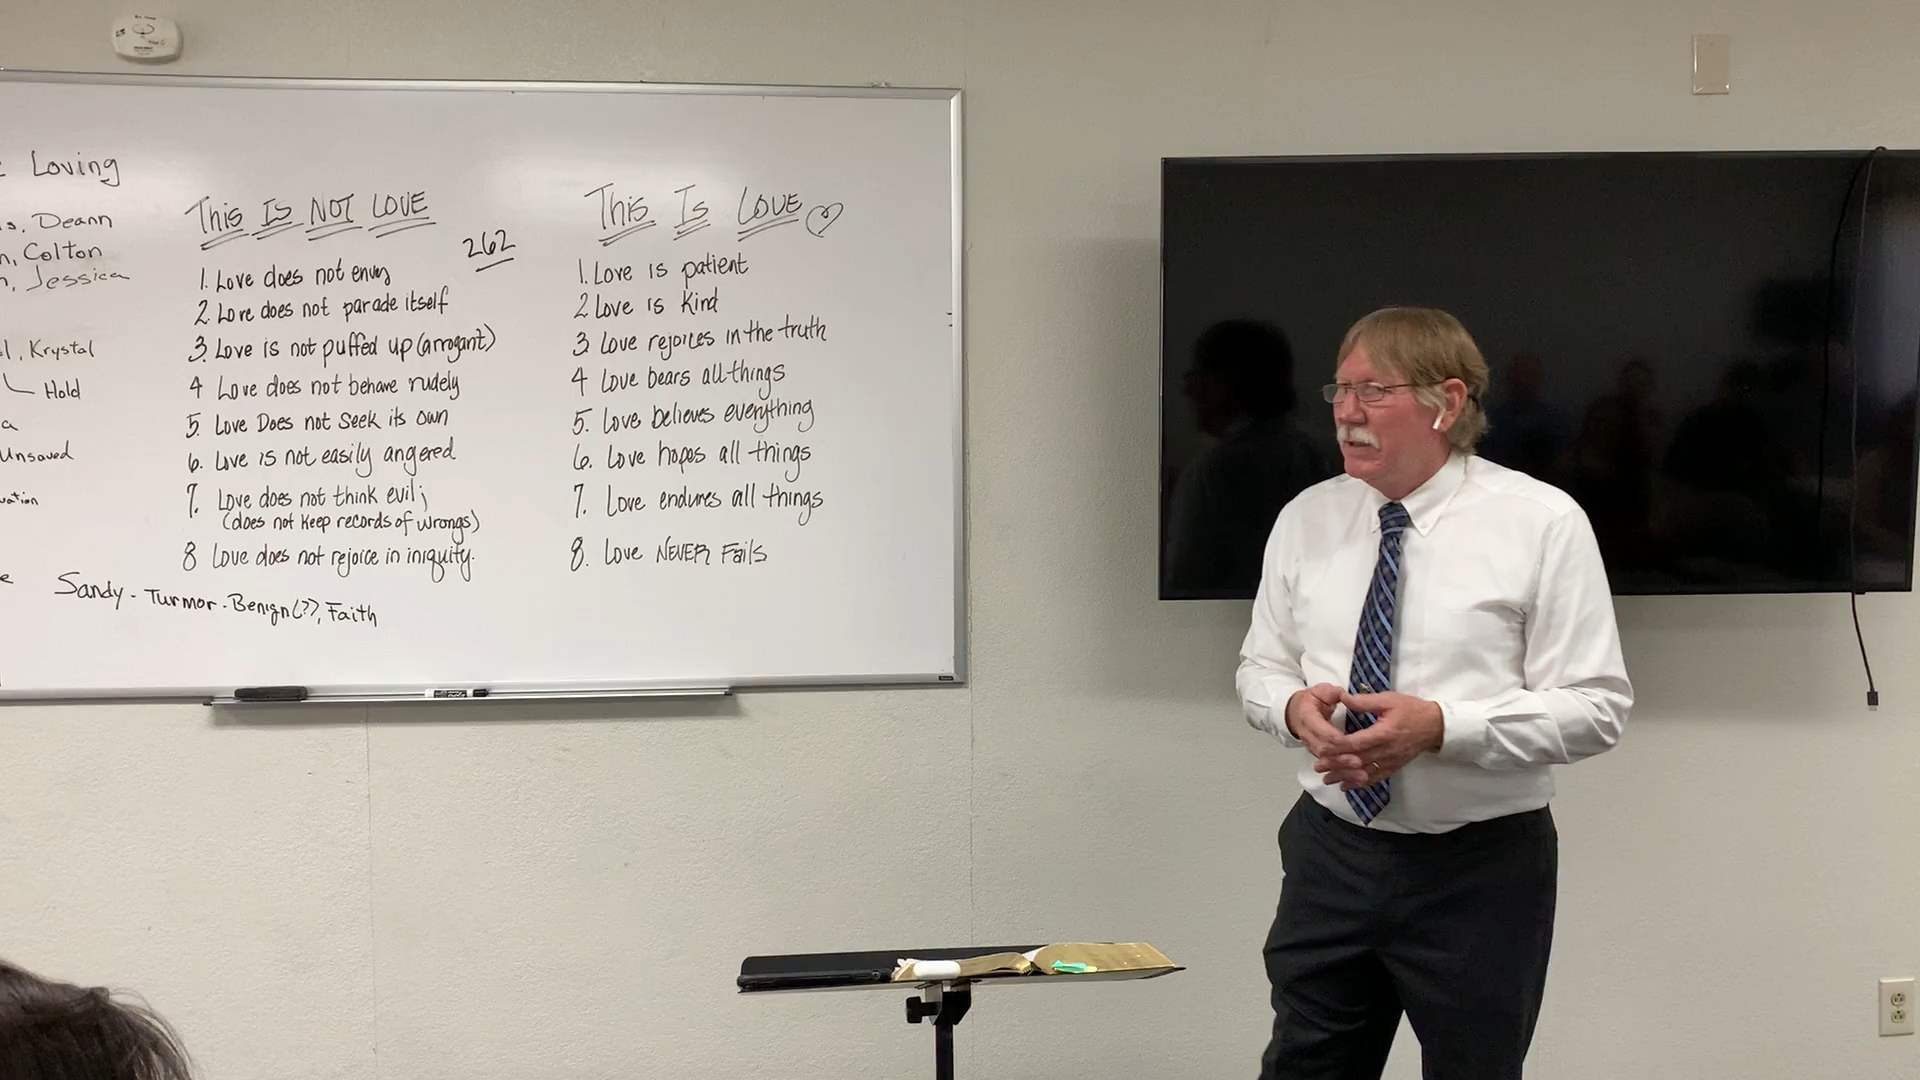 Loving
Deann
Colton
Jessica
Krystal
Hold
Unsaved
THIS IS NOT LOVE
262
1. Love does not envy
2. Love does not parade itself
3. Love is not puffed up (arrogant)
4 Love does not behave rudely
5. Love Does not seek its own
6. Love is not easily angered
7. Love does not think evil;
(does not keep records of wrongs)
8 Love does not rejoice in iniquity.
Sandy - Turmor - Benign(??), Faith
THIS IS LOVE
1. Love is patient
2 Love is kind
3 Love rejoices in the truth
4 Love bears all things
5. Love believes everything
6. Love hopes all things
7. Love endures all things
8. Love NEVER Fails